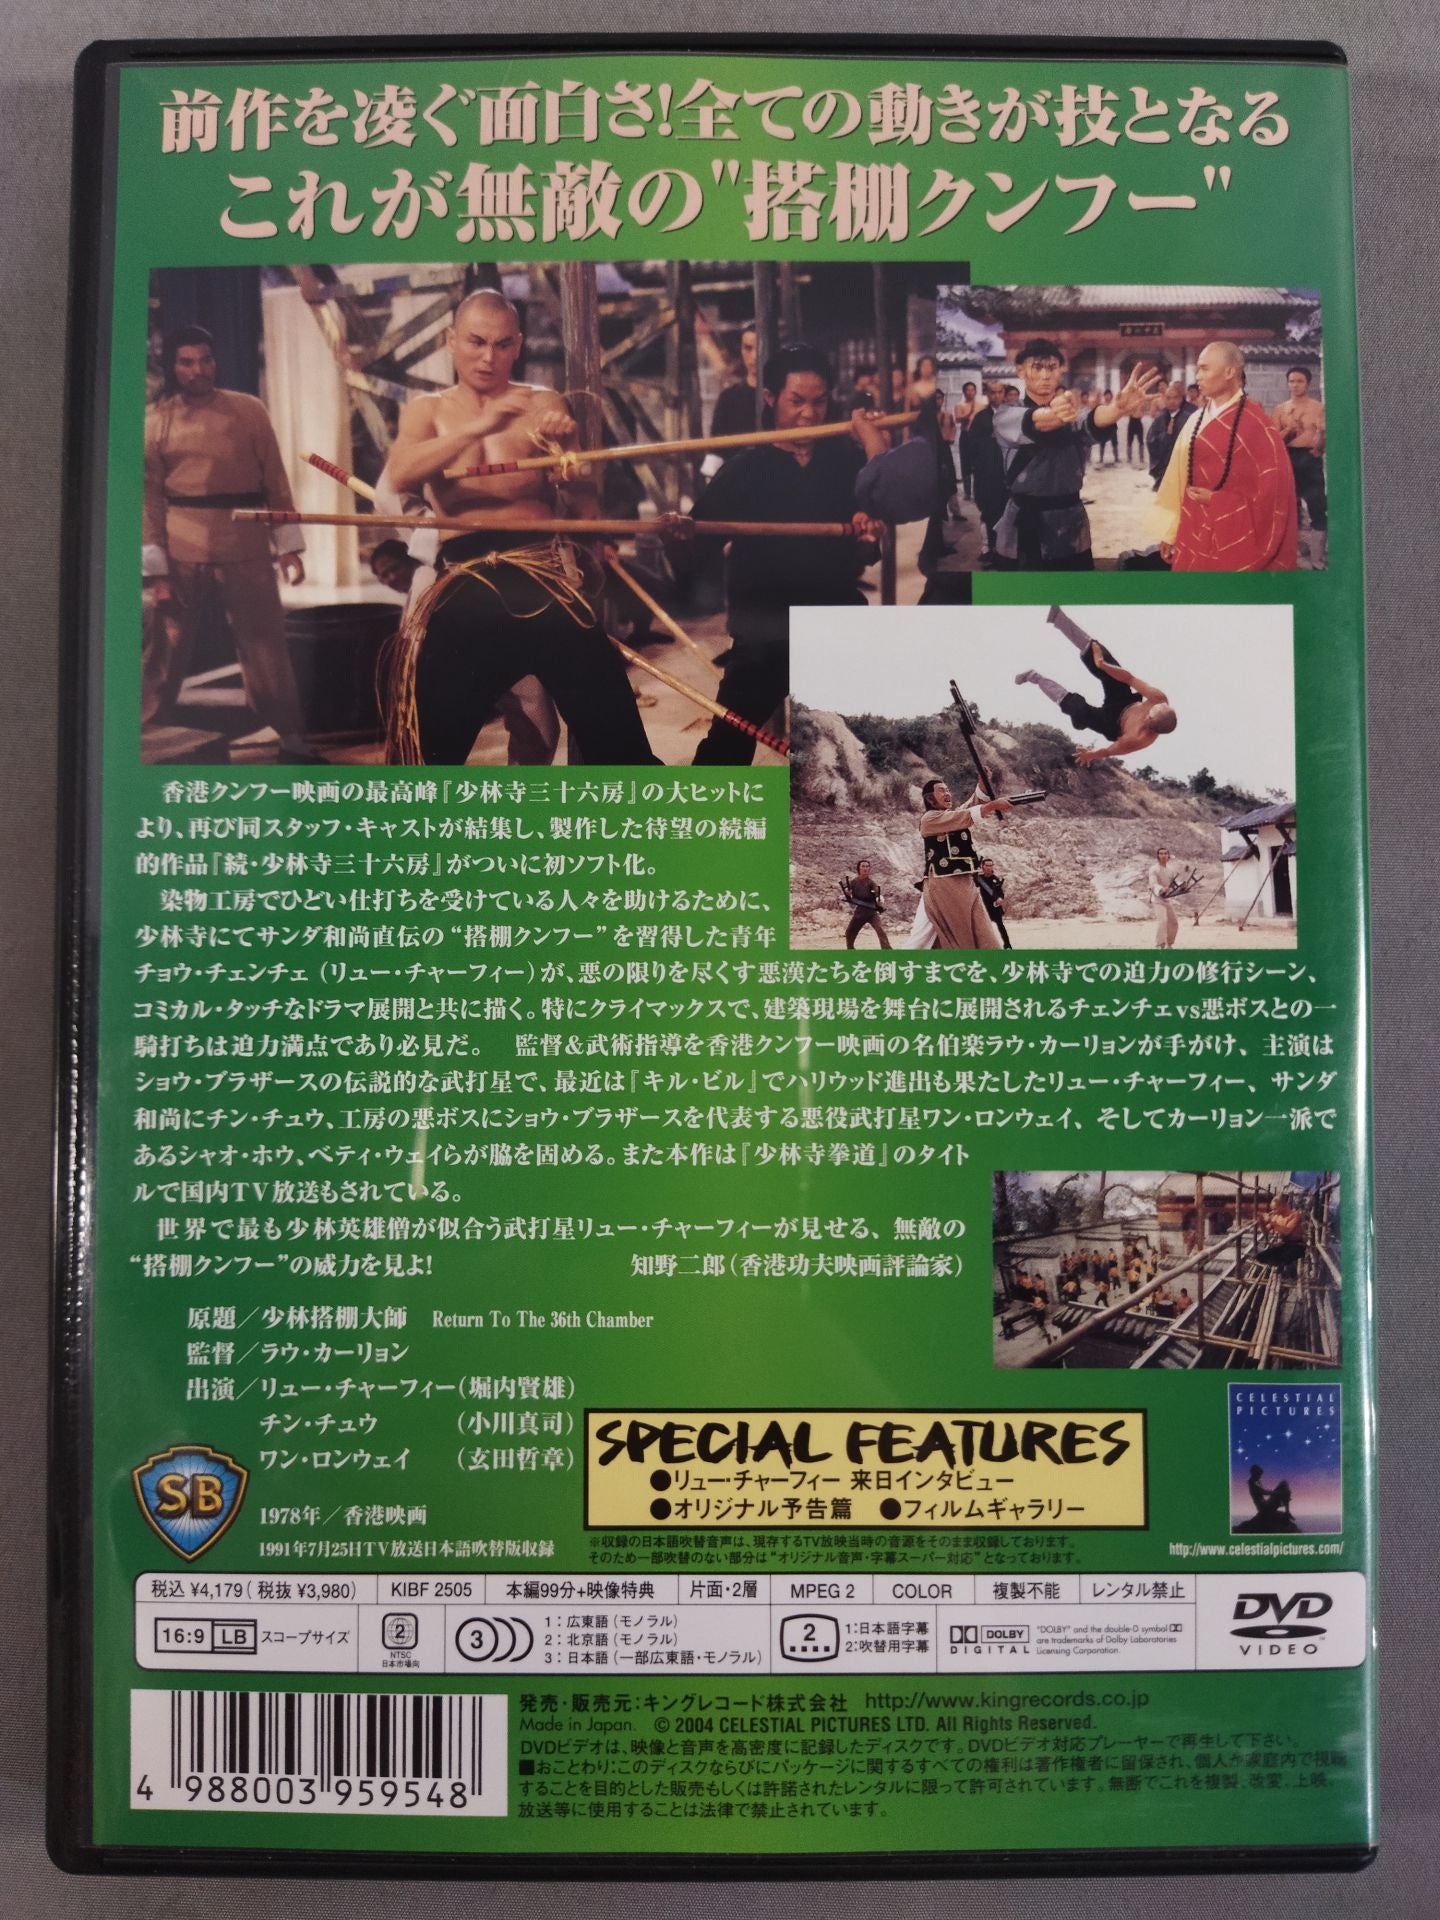 前作を凌ぐ面白さ!全ての動きが技となる
これが無敵の"搭棚クンフー"
香港クンフー映画の最高峰『少林寺三十六房』の大ヒットに
より、再び同スタッフ・キャストが結集し、製作した待望の続編
的作品『続・少林寺三十六房』がついに初ソフト化。
染物工房でひどい仕打ちを受けている人々を助けるために、
少林寺にてサンダ和尚直伝の“搭棚クンフー”を習得した青年
チョウ・チェンチェ(リュー・チャーフィー)が、悪の限りを尽くす悪漢たちを倒すまでを、少林寺での迫力の修行シーン、
コミカル・タッチなドラマ展開と共に描く。特にクライマックスで、建築現場を舞台に展開されるチェンチェvs悪ボスとの一
騎打ちは迫力満点であり必見だ。 監督&武術指導を香港クンフー映画の名伯楽ラウ・カーリョンが手がけ、主演は
ショウ・ブラザースの伝説的な武打星で、最近は『キル・ビル』でハリウッド進出も果たしたリュー・チャーフィー、サンダ
和尚にチン・チュウ、工房の悪ボスにショウ・ブラザースを代表する悪役武打星ワン・ロンウェイ、そしてカーリョン一派で
あるシャオ・ホウ、ベティ・ウェイらが脇を固める。また本作は『少林寺拳道』のタイト
ルで国内TV放送もされている。
世界で最も少林英雄僧が似合う武打星リュー・チャーフィーが見せる、無敵の
“搭棚クンフー”の威力を見よ! 知野二郎(香港功夫映画評論家)
原題/少林搭棚大師 Return To The 36th Chamber
監督/ラウ・カーリョン
出演/リュー・チャーフィー(堀内賢雄)
チン・チュウ (小川真司)
ワン・ロンウェイ (玄田哲章)
SB
1978年/香港映画
1991年7月25日TV放送日本語吹替版収録
SPECIAL FEATURES
●リュー・チャーフィー 来日インタビュー
●オリジナル予告篇 ●フィルムギャラリー
※収録の日本語吹替音声は、現存するTV放映当時の音源をそのまま収録しております。
そのため一部吹替のない部分は“オリジナル音声・字幕スーパー対応”となっております。
CELESTIAL
PICTURES
http://www.celestialpictures.com/
税込 ¥4,179(税抜 ¥3,980) KIBF 2505 本編99分+映像特典 片面・2層 MPEG 2 COLOR 複製不能 レンタル禁止
16:9 LB スコープサイズ
2 NTSC 日本市場向
3
1:広東語(モノラル)
2:北京語(モノラル)
3:日本語(一部広東語・モノラル)
2
1:日本語字幕
2:吹替用字幕
DOLBY DIGITAL
"DOLBY" and the double-D symbol
are trademarks of Dolby Laboratories
Licensing Corporation.
DVD VIDEO
4 988003 959548
発売・販売元:キングレコード株式会社 http://www.kingrecords.co.jp
Made in Japan. © 2004 CELESTIAL PICTURES LTD. All Rights Reserved.
DVDビデオは、映像と音声を高密度に記録したディスクです。DVDビデオ対応プレーヤーで再生して下さい。
■おことわり:このディスクならびにパッケージに関するすべての権利は著作権者に留保され、個人が家庭内で視聴
することを目的とした販売もしくは許諾されたレンタルに限って許可されています。無断でこれを複製、改変、上映、
放送等に使用することは法律で禁止されています。